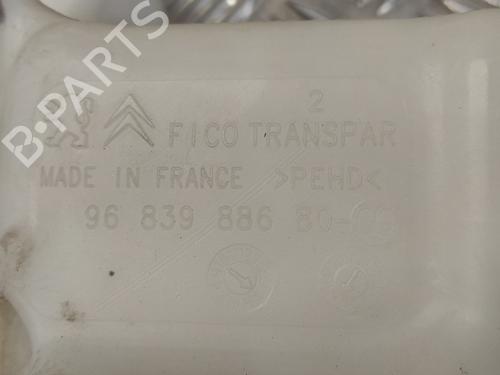 B-PARTS
2
FICO TRANSPAR
MADE IN FRANCE >PEHD<
96 839 886 80-